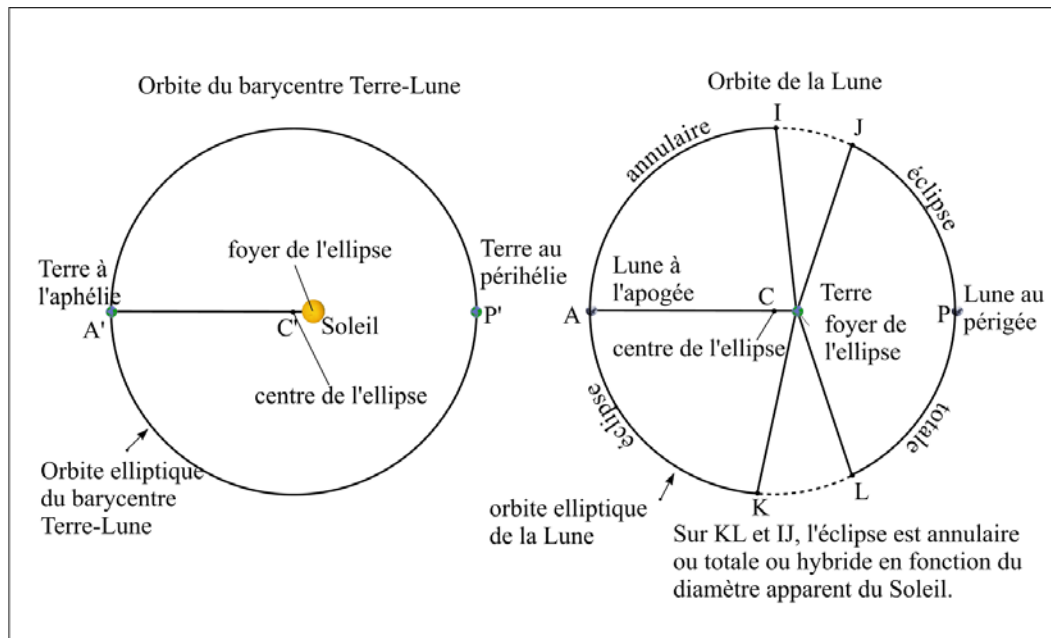 Orbite du barycentre Terre-Lune
Terre à
l'aphélie
A'
foyer de l'ellipse
C'
Soleil
Terre au
périhélie
P'
centre de l'ellipse
Orbite elliptique
du barycentre
Terre-Lune
Orbite de la Lune
I
J
annulaire
éclipse
Lune à
l'apogée
A
C
Terre
foyer de
l'ellipse
P
Lune au
périgée
centre de l'ellipse
éclipse
totale
K
L
orbite elliptique
de la Lune
Sur KL et IJ, l'éclipse est annulaire
ou totale ou hybride en fonction du
diamètre apparent du Soleil.